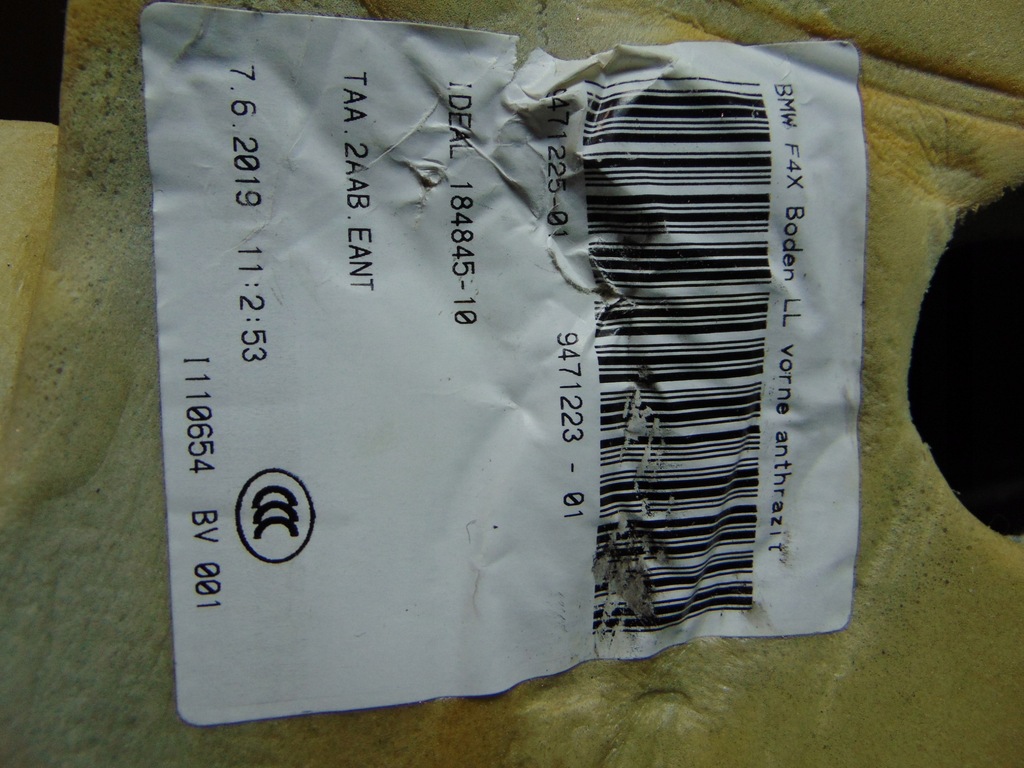 BMW F4X Boden LL vorne anthrazit
9471225-01 9471223 - 01
IDEAL 184845-10
TAA.2AAB.EANT
7.6.2019 11:2:53
I110654 BV 001